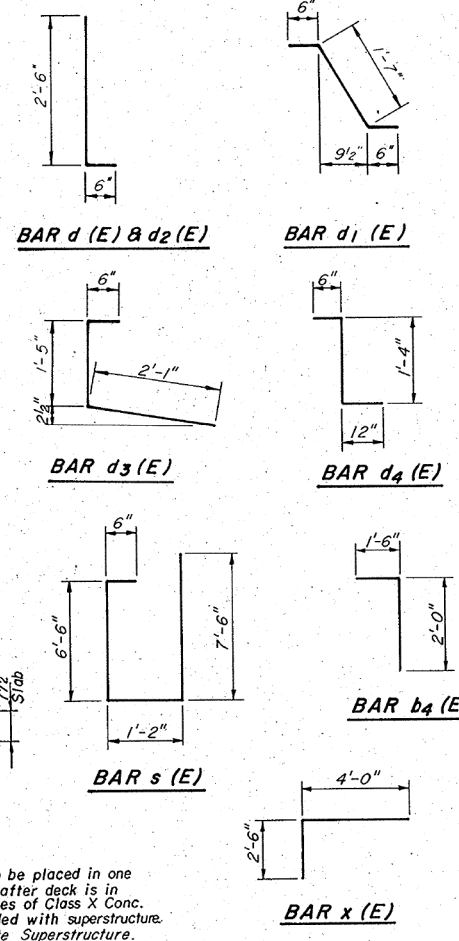 6"
2'-6"
6"
BAR d (E) & d2 (E)
6"
1'-7"
9½" 6"
BAR d1 (E)
6"
1'-5"
2'-1"
2½"
BAR d3 (E)
6"
1'-4"
12"
BAR d4 (E)
6"
6'-6"
7'-6"
1'-2"
BAR s (E)
1'-6"
2'-0"
BAR b4 (E
Slab
4'-0"
2'-6"
BAR x (E)
be placed in one
after deck is in
es of Class X Conc.
led with superstructure.
te Superstructure.